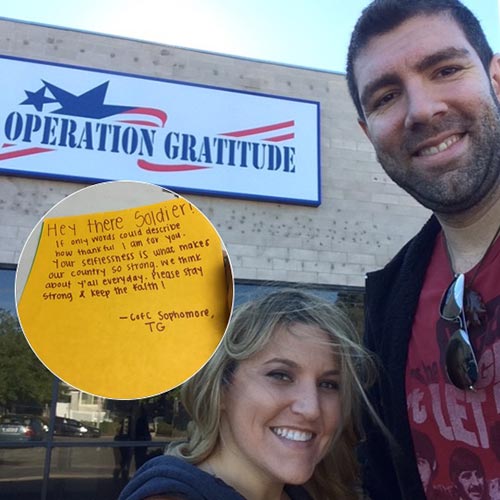 OPERATION GRATITUDE
Hey there Soldier!!
If only words could describe
how thankful I am for you.
Your selflessness is what makes
our country so strong. We think
about y'all everyday. Please stay
strong & keep the faith!
- CofC Sophomore,
TG
LET